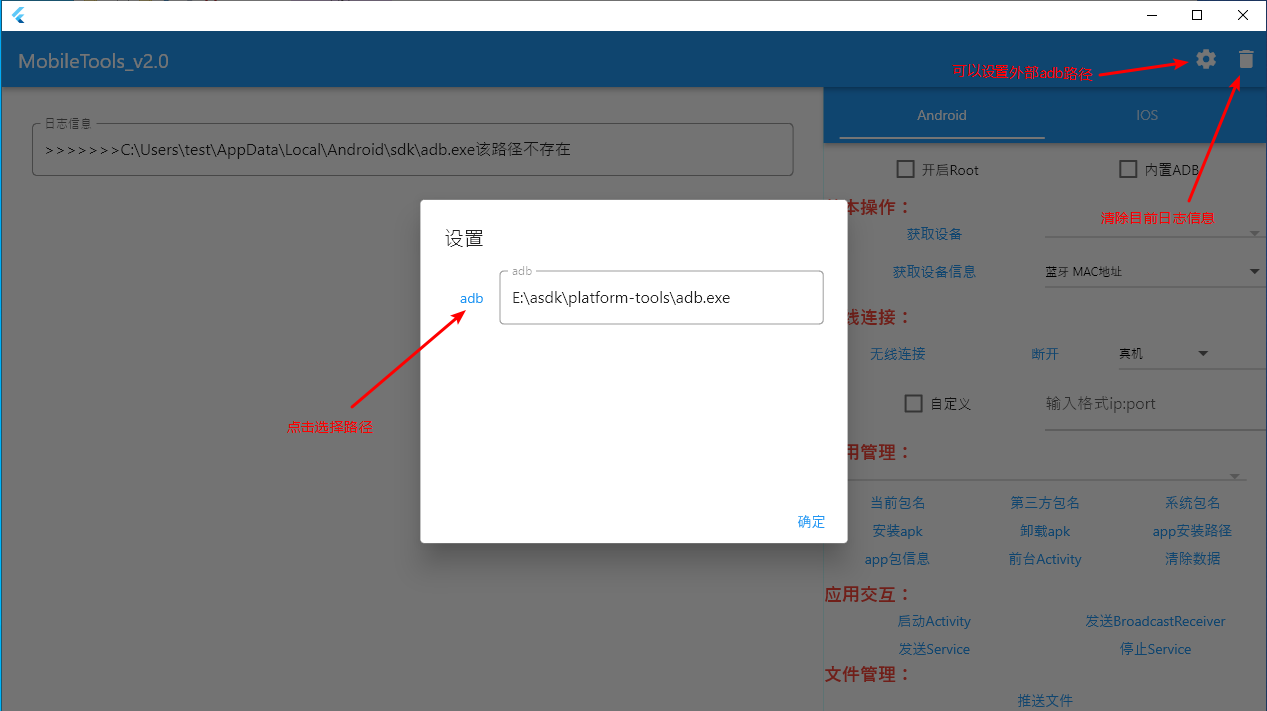 MobileTools_v2.0
可以设置外部adb路径
Android
IOS
日志信息
>>>>>>>C:\Users\test\AppData\Local\Android\sdk\adb.exe该路径不存在
开启Root
内置ADB
本操作：
清除目前日志信息
获取设备
设置
获取设备信息
蓝牙 MAC地址
adb
adb
E:\asdk\platform-tools\adb.exe
线连接：
无线连接
断开
真机
自定义
输入格式ip:port
点击选择路径
用管理：
当前包名
第三方包名
系统包名
确定
安装apk
卸载apk
app安装路径
app包信息
前台Activity
清除数据
应用交互：
启动Activity
发送BroadcastReceiver
发送Service
停止Service
文件管理：
推送文件